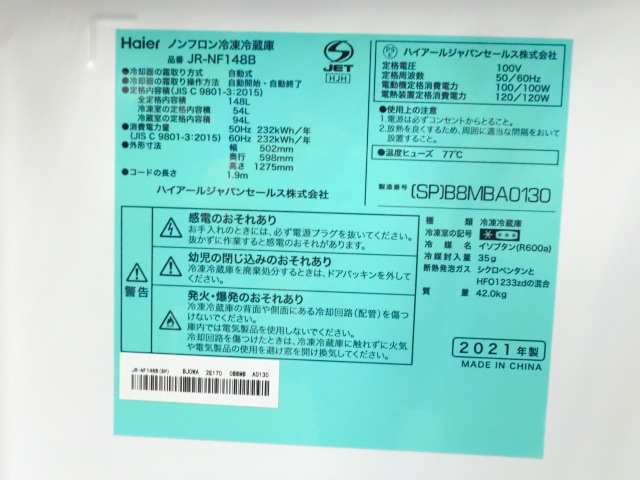 Haier ノンフロン冷凍冷蔵庫
品番 JR-NF148B
●冷却器の霜取り方式 自動式
●冷却器の霜取り操作方法 自動開始・自動終了
●定格内容積(JIS C 9801-3:2015)
全定格内容積 148L
冷凍室の定格内容積 54L
冷蔵室の定格内容積 94L
●消費電力量 50Hz 232kWh/年
(JIS C 9801-3:2015) 60Hz 232kWh/年
●外形寸法 幅 502mm
奥行 598mm
高さ 1275mm
●コードの長さ 1.9m
ハイアールジャパンセールス株式会社
S
JET
HJH
PS
E
ハイアールジャパンセールス株式会社
定格電圧 100V
定格周波数 50/60Hz
電動機定格消費電力 100/100W
電熱装置定格消費電力 120/120W
●使用上の注意
1.電源は必ずコンセントからとること。
2.放熱を良くするため、周囲に適当な間隔をおいて
設置すること。
●温度ヒューズ 77℃
製造番号 (SP)B8MBA0130
警告
感電のおそれあり
お手入れのときには、必ず電源プラグを抜いてください。
抜かずに作業すると感電することがあります。
幼児の閉じ込めのおそれあり
冷凍冷蔵庫を廃棄処分するときは、ドアパッキンを外して
ください。
発火・爆発のおそれあり
冷凍冷蔵庫の背面や側面にある冷却回路(配管)を傷つ
けないでください。
庫内では電気製品を使用しないでください。
冷却回路を傷つけたときは、冷凍冷蔵庫に触れずに火気
や電気製品の使用を避け窓を開け換気してください。
種類 冷凍冷蔵庫
冷凍室の記号
冷媒 イソブタン(R600a)
冷媒封入量 35g
断熱発泡ガス シクロペンタンと
HFO1233zdの混合
質量 42.0kg
2021年製
MADE IN CHINA
JR-NF148B(SP) BJ0WA 2E170 0B8MB A0130